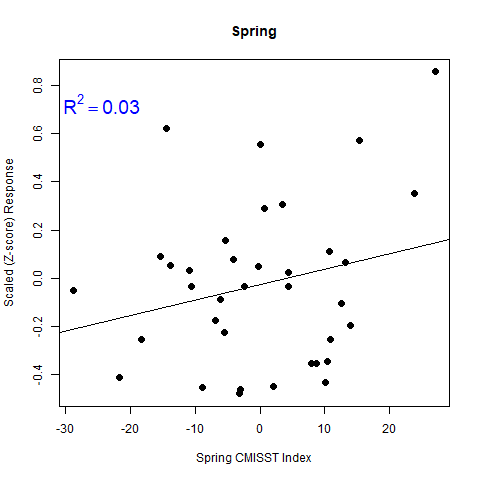 Spring
R² = 0.03
0.8
0.6
0.4
0.2
0.0
-0.2
-0.4
Scaled (Z-score) Response
-30 -20 -10 0 10 20
Spring CMISST Index